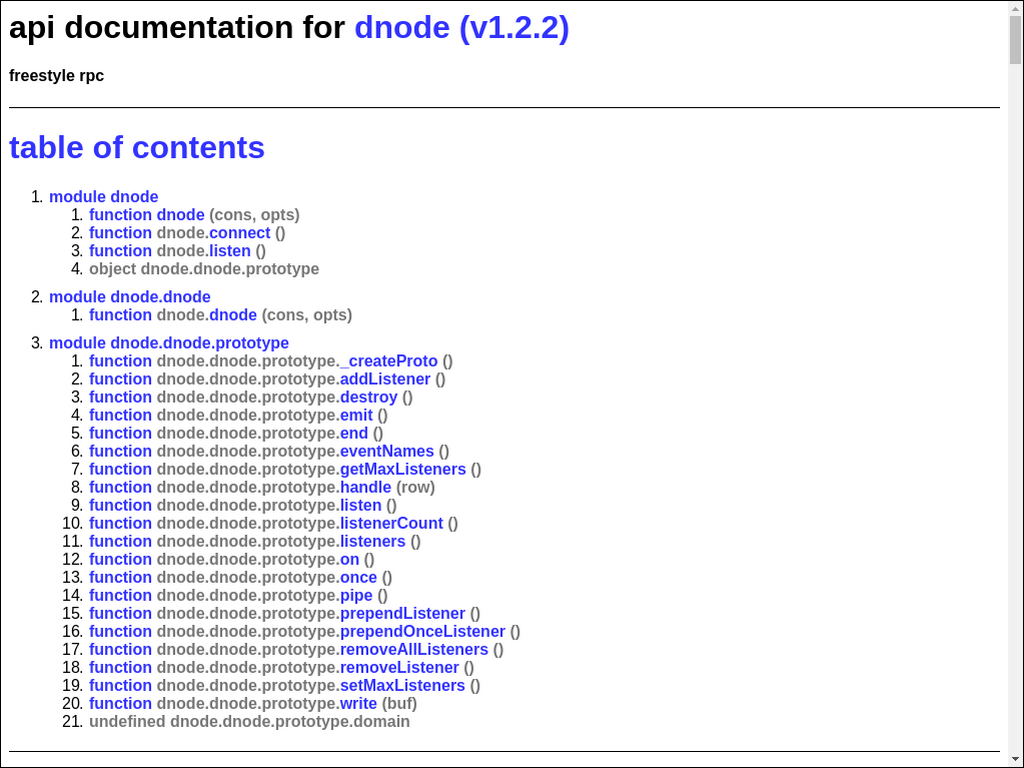 api documentation for dnode (v1.2.2)
freestyle rpc
table of contents
1. module dnode
1. function dnode (cons, opts)
2. function dnode.connect ()
3. function dnode.listen ()
4. object dnode.dnode.prototype
2. module dnode.dnode
1. function dnode.dnode (cons, opts)
3. module dnode.dnode.prototype
1. function dnode.dnode.prototype._createProto ()
2. function dnode.dnode.prototype.addListener ()
3. function dnode.dnode.prototype.destroy ()
4. function dnode.dnode.prototype.emit ()
5. function dnode.dnode.prototype.end ()
6. function dnode.dnode.prototype.eventNames ()
7. function dnode.dnode.prototype.getMaxListeners ()
8. function dnode.dnode.prototype.handle (row)
9. function dnode.dnode.prototype.listen ()
10. function dnode.dnode.prototype.listenerCount ()
11. function dnode.dnode.prototype.listeners ()
12. function dnode.dnode.prototype.on ()
13. function dnode.dnode.prototype.once ()
14. function dnode.dnode.prototype.pipe ()
15. function dnode.dnode.prototype.prependListener ()
16. function dnode.dnode.prototype.prependOnceListener ()
17. function dnode.dnode.prototype.removeAllListeners ()
18. function dnode.dnode.prototype.removeListener ()
19. function dnode.dnode.prototype.setMaxListeners ()
20. function dnode.dnode.prototype.write (buf)
21. undefined dnode.dnode.prototype.domain